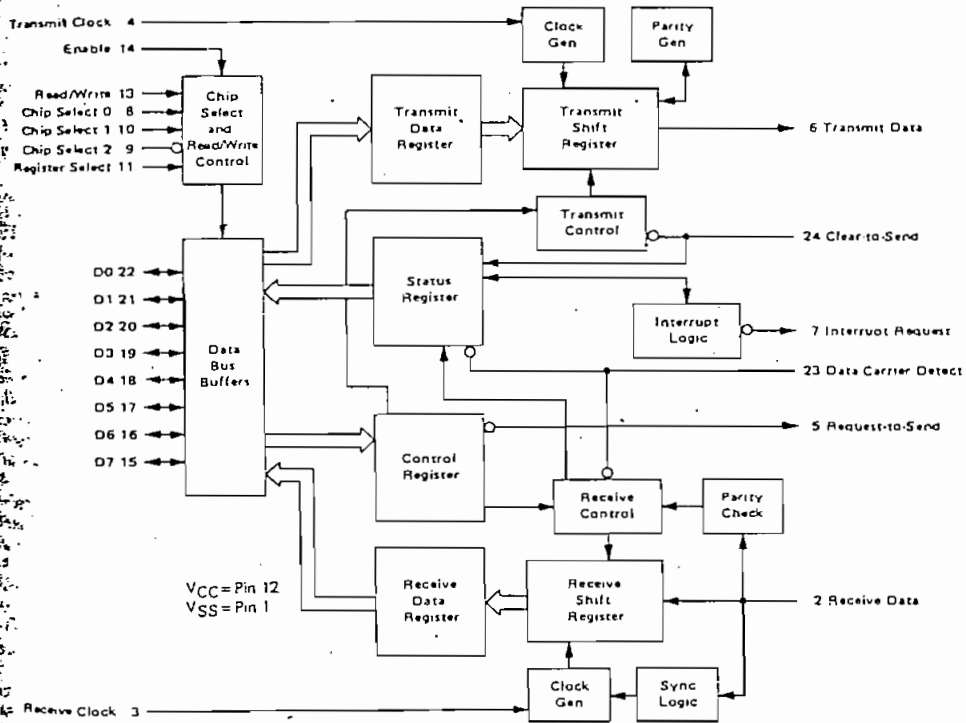 Transmit Clock 4
Enable 14
Read/Write 13
Chip Select 0 8
Chip Select 1 10
Chip Select 2 9
Register Select 11
Chip
Select
and
Read/Write
Control
Clock
Gen
Parity
Gen
Transmit
Data
Register
Transmit
Shift
Register
6 Transmit Data
Transmit
Control
24 Clear-to-Send
D0 22
D1 21
D2 20
D3 19
D4 18
D5 17
D6 16
D7 15
Data
Bus
Buffers
Status
Register
Interrupt
Logic
7 Interrupt Request
23 Data Carrier Detect
5 Request-to-Send
Control
Register
Receive
Control
Parity
Check
VCC = Pin 12
VSS = Pin 1
Receive
Data
Register
Receive
Shift
Register
2 Receive Data
Clock
Gen
Sync
Logic
Receive Clock 3